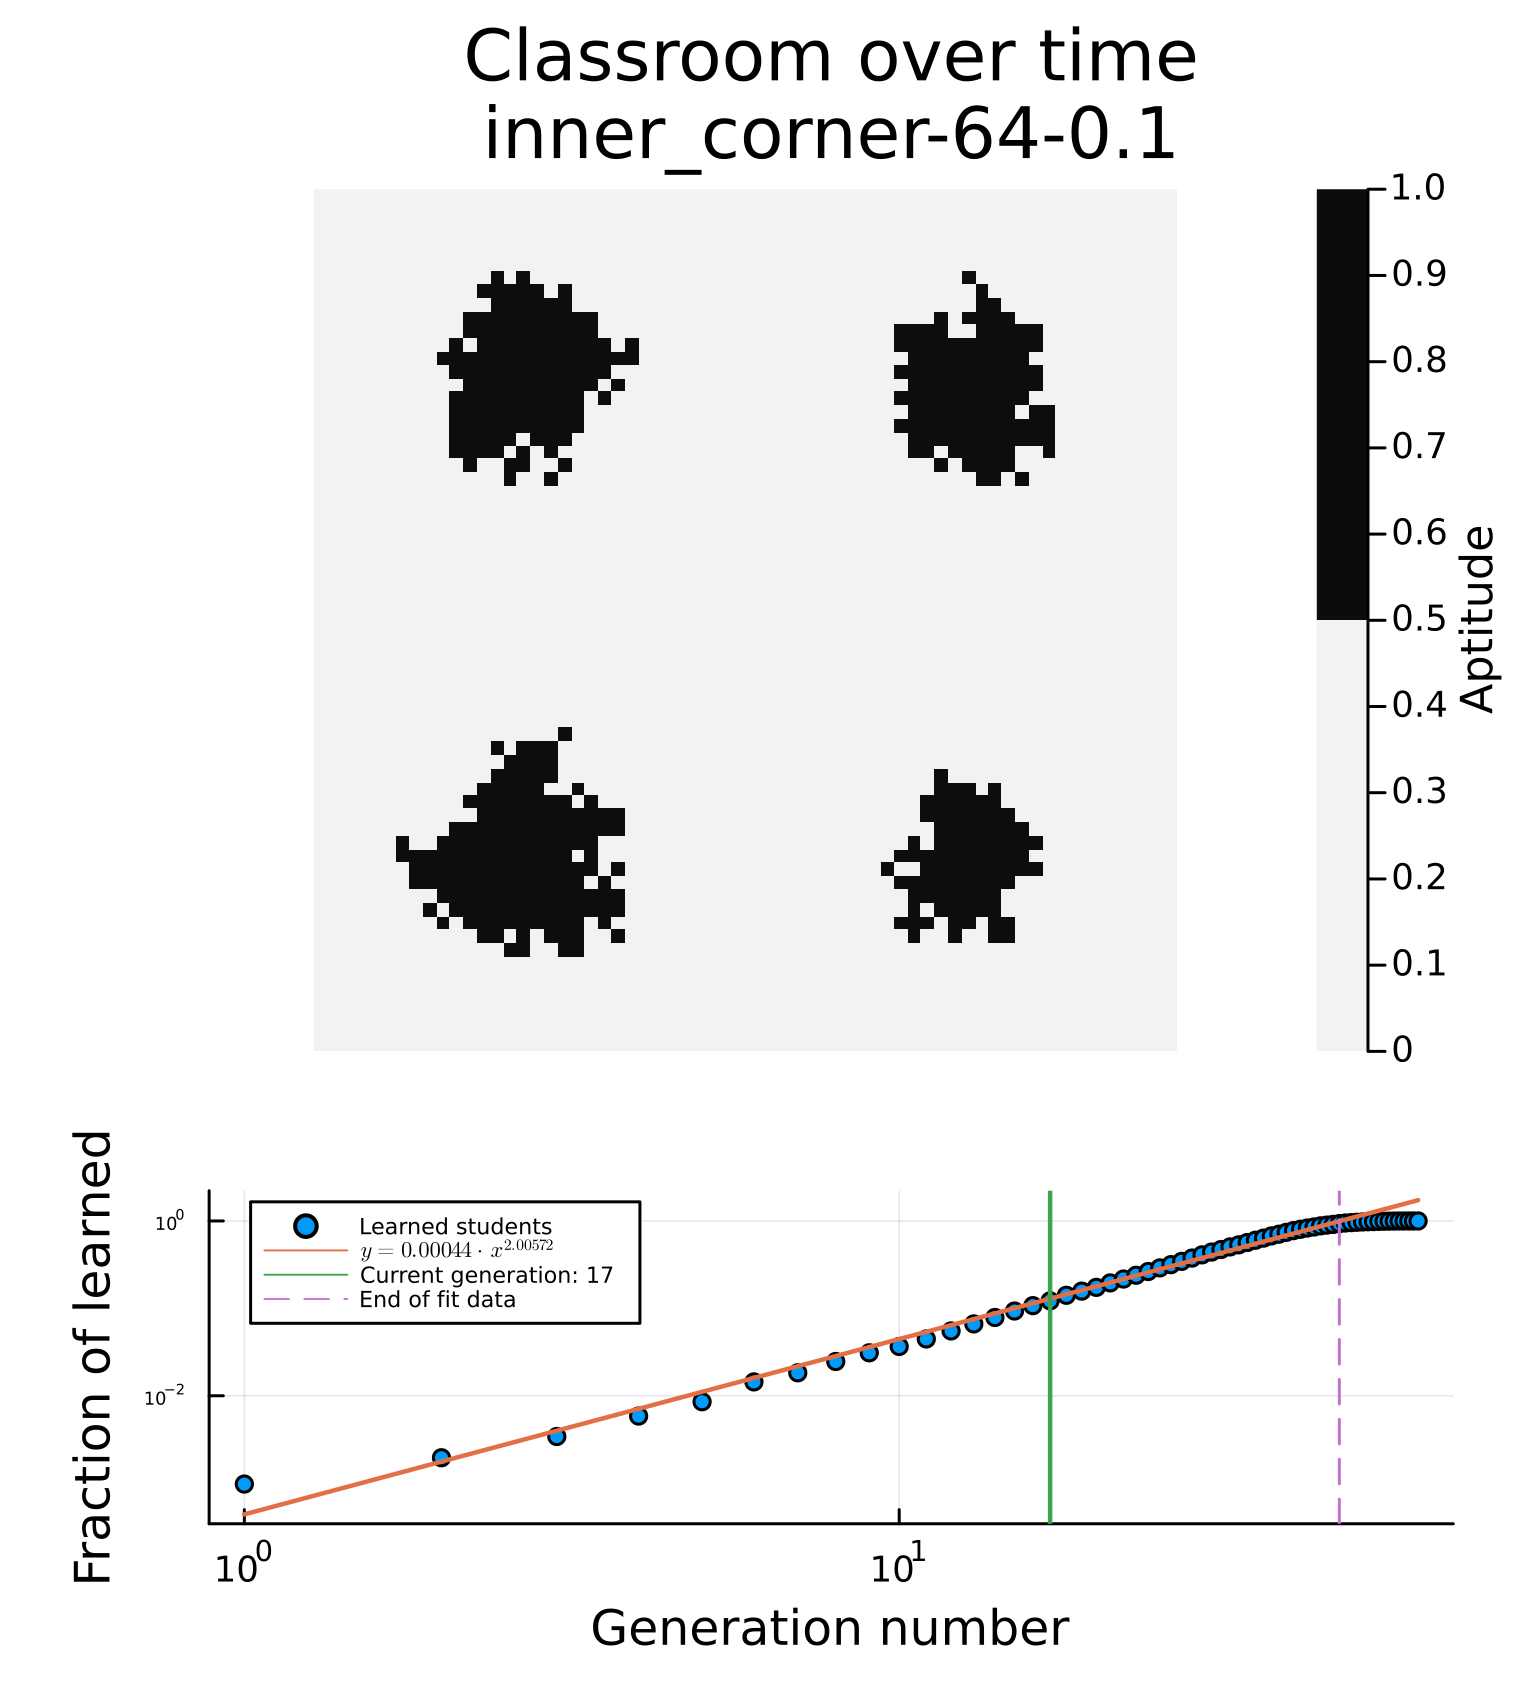 Classroom over time
inner_corner-64-0.1
1.0
0.9
0.8
0.7
0.6
0.5
0.4
0.3
0.2
0.1
0
Aptitude
Fraction of learned
10^0
10^-2
Learned students
y = 0.00044 · x^2.00572
Current generation: 17
End of fit data
10^0
10^1
Generation number